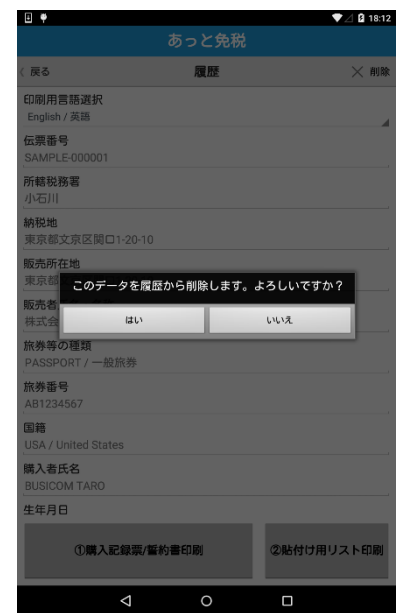 18:12
あっと免税
戻る 履歴 削除
印刷用言語選択
English / 英語
伝票番号
SAMPLE-000001
所轄税務署
小石川
納税地
東京都文京区関口1-20-10
販売所在地
東京都
このデータを履歴から削除します。よろしいですか？
販売者
株式会
はい いいえ
旅券等の種類
PASSPORT / 一般旅券
旅券番号
AB1234567
国籍
USA / United States
購入者氏名
BUSICOM TARO
生年月日
①購入記録票/誓約書印刷 ②貼付け用リスト印刷